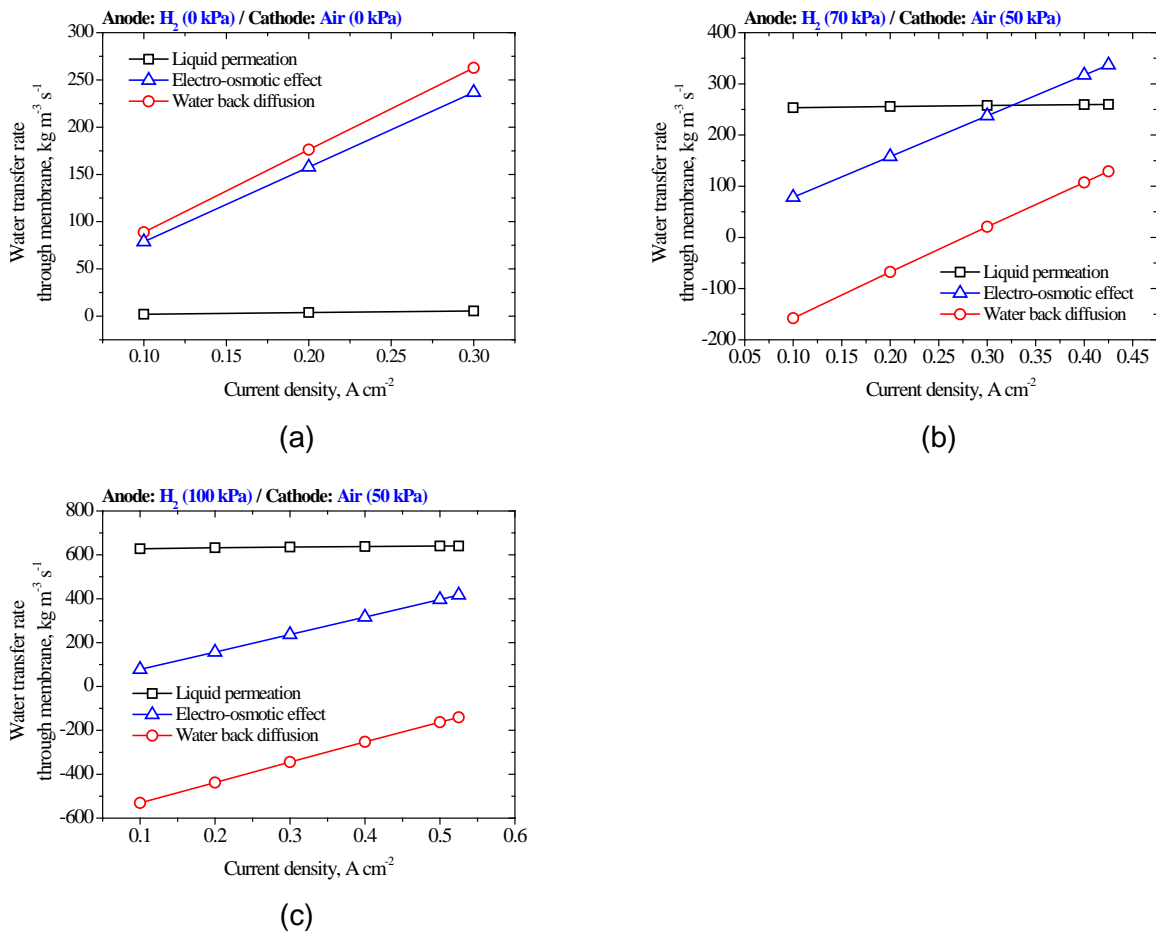 Anode: H₂ (0 kPa) / Cathode: Air (0 kPa)
300
250
200
150
100
50
0
Liquid permeation
Electro-osmotic effect
Water back diffusion
Water transfer rate
through membrane, kg m⁻³ s⁻¹
0.10 0.15 0.20 0.25 0.30
Current density, A cm⁻²
(a)
Anode: H₂ (70 kPa) / Cathode: Air (50 kPa)
400
300
200
100
0
-100
-200
Liquid permeation
Electro-osmotic effect
Water back diffusion
Water transfer rate
through membrane, kg m⁻³ s⁻¹
0.05 0.10 0.15 0.20 0.25 0.30 0.35 0.40 0.45
Current density, A cm⁻²
(b)
Anode: H₂ (100 kPa) / Cathode: Air (50 kPa)
800
600
400
200
0
-200
-400
-600
Liquid permeation
Electro-osmotic effect
Water back diffusion
Water transfer rate
through membrane, kg m⁻³ s⁻¹
0.1 0.2 0.3 0.4 0.5 0.6
Current density, A cm⁻²
(c)